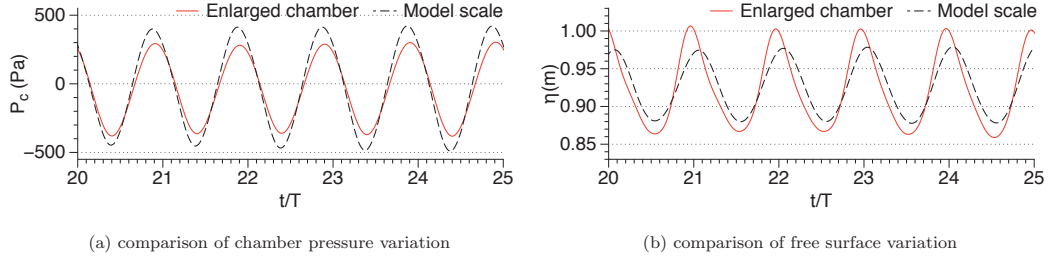 Enlarged chamber Model scale
500
0
−500
P_c (Pa)
20 21 22 23 24 25
t/T
(a) comparison of chamber pressure variation
Enlarged chamber Model scale
1.00
0.95
0.90
0.85
η(m)
20 21 22 23 24 25
t/T
(b) comparison of free surface variation